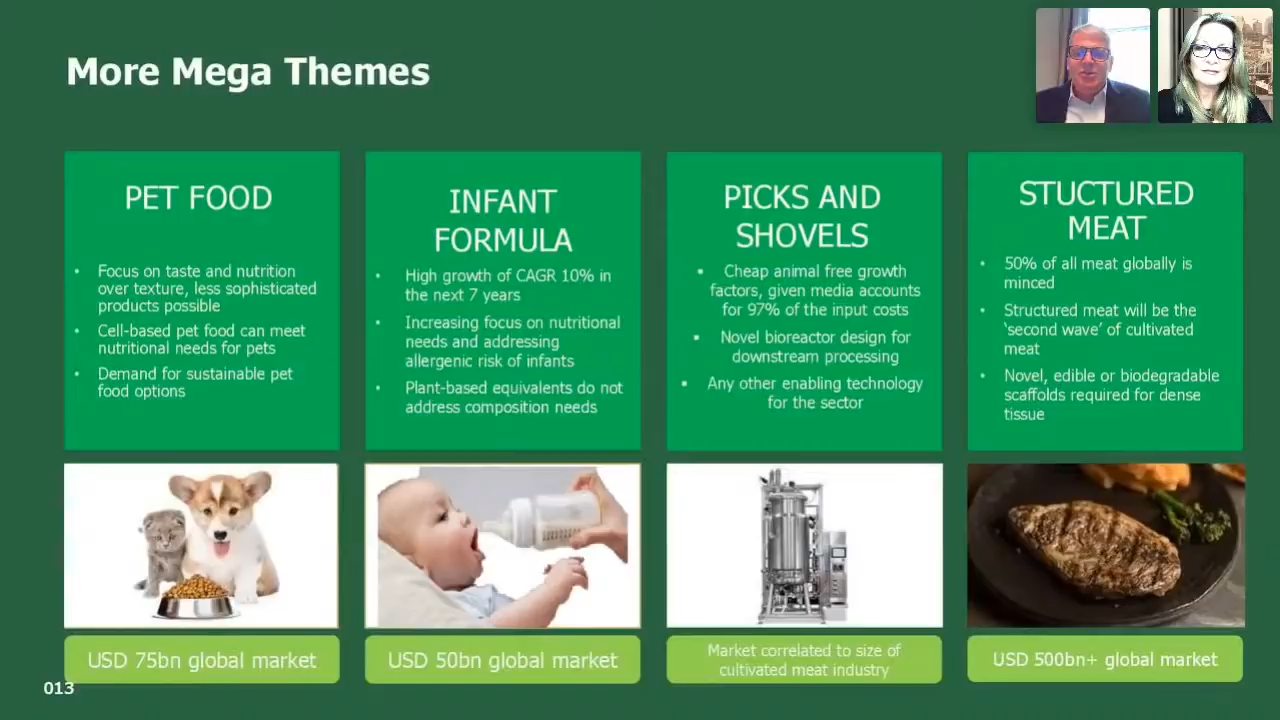 More Mega Themes
PET FOOD
• Focus on taste and nutrition
over texture, less sophisticated
products possible
• Cell-based pet food can meet
nutritional needs for pets
• Demand for sustainable pet
food options
USD 75bn global market
INFANT
FORMULA
• High growth of CAGR 10% in
the next 7 years
• Increasing focus on nutritional
needs and addressing
allergenic risk of infants
• Plant-based equivalents do not
address composition needs
USD 50bn global market
PICKS AND
SHOVELS
• Cheap animal free growth
factors, given media accounts
for 97% of the input costs
• Novel bioreactor design for
downstream processing
• Any other enabling technology
for the sector
Market correlated to size of
cultivated meat industry
STUCTURED
MEAT
• 50% of all meat globally is
minced
• Structured meat will be the
‘second wave’ of cultivated
meat
• Novel, edible or biodegradable
scaffolds required for dense
tissue
USD 500bn+ global market
013